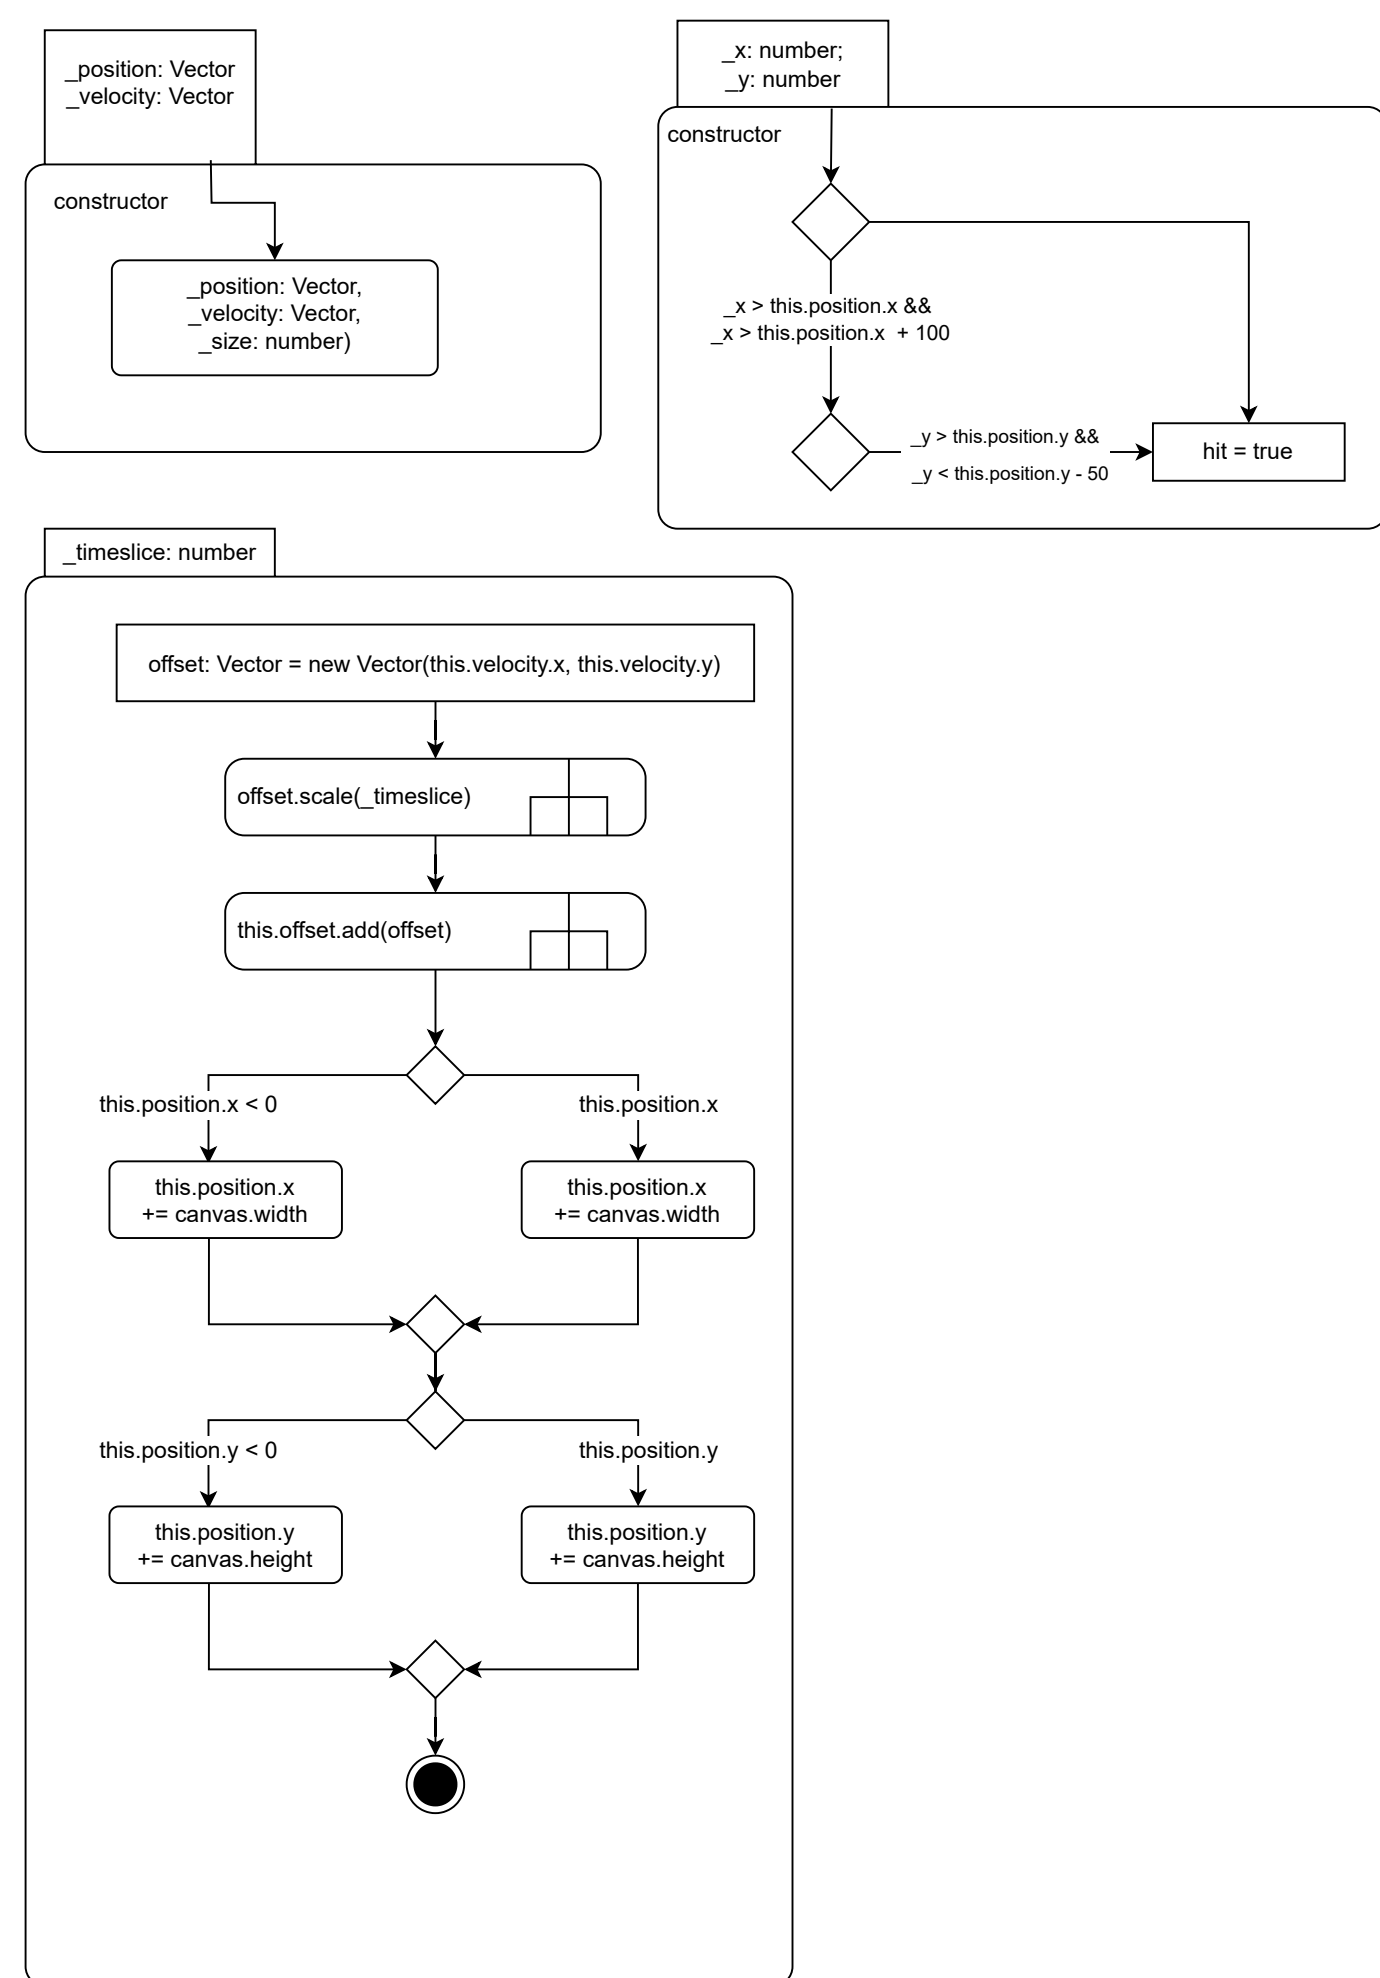 _position: Vector
_velocity: Vector
constructor
_position: Vector,
_velocity: Vector,
_size: number)
_x: number;
_y: number
constructor
_x > this.position.x &&
_x > this.position.x  + 100
_y > this.position.y &&
_y < this.position.y - 50
hit = true
_timeslice: number
offset: Vector = new Vector(this.velocity.x, this.velocity.y)
offset.scale(_timeslice)
this.offset.add(offset)
this.position.x < 0
this.position.x
this.position.x
+= canvas.width
this.position.x
+= canvas.width
this.position.y < 0
this.position.y
this.position.y
+= canvas.height
this.position.y
+= canvas.height